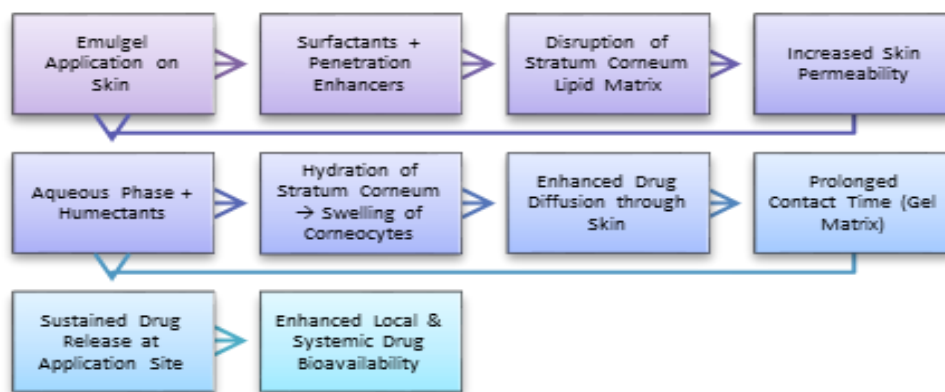 Emulgel
Application on
Skin
Surfactants +
Penetration
Enhancers
Disruption of
Stratum Corneum
Lipid Matrix
Increased Skin
Permeability
Aqueous Phase +
Humectants
Hydration of
Stratum Corneum
→ Swelling of
Corneocytes
Enhanced Drug
Diffusion through
Skin
Prolonged
Contact Time (Gel
Matrix)
Sustained Drug
Release at
Application Site
Enhanced Local &
Systemic Drug
Bioavailability